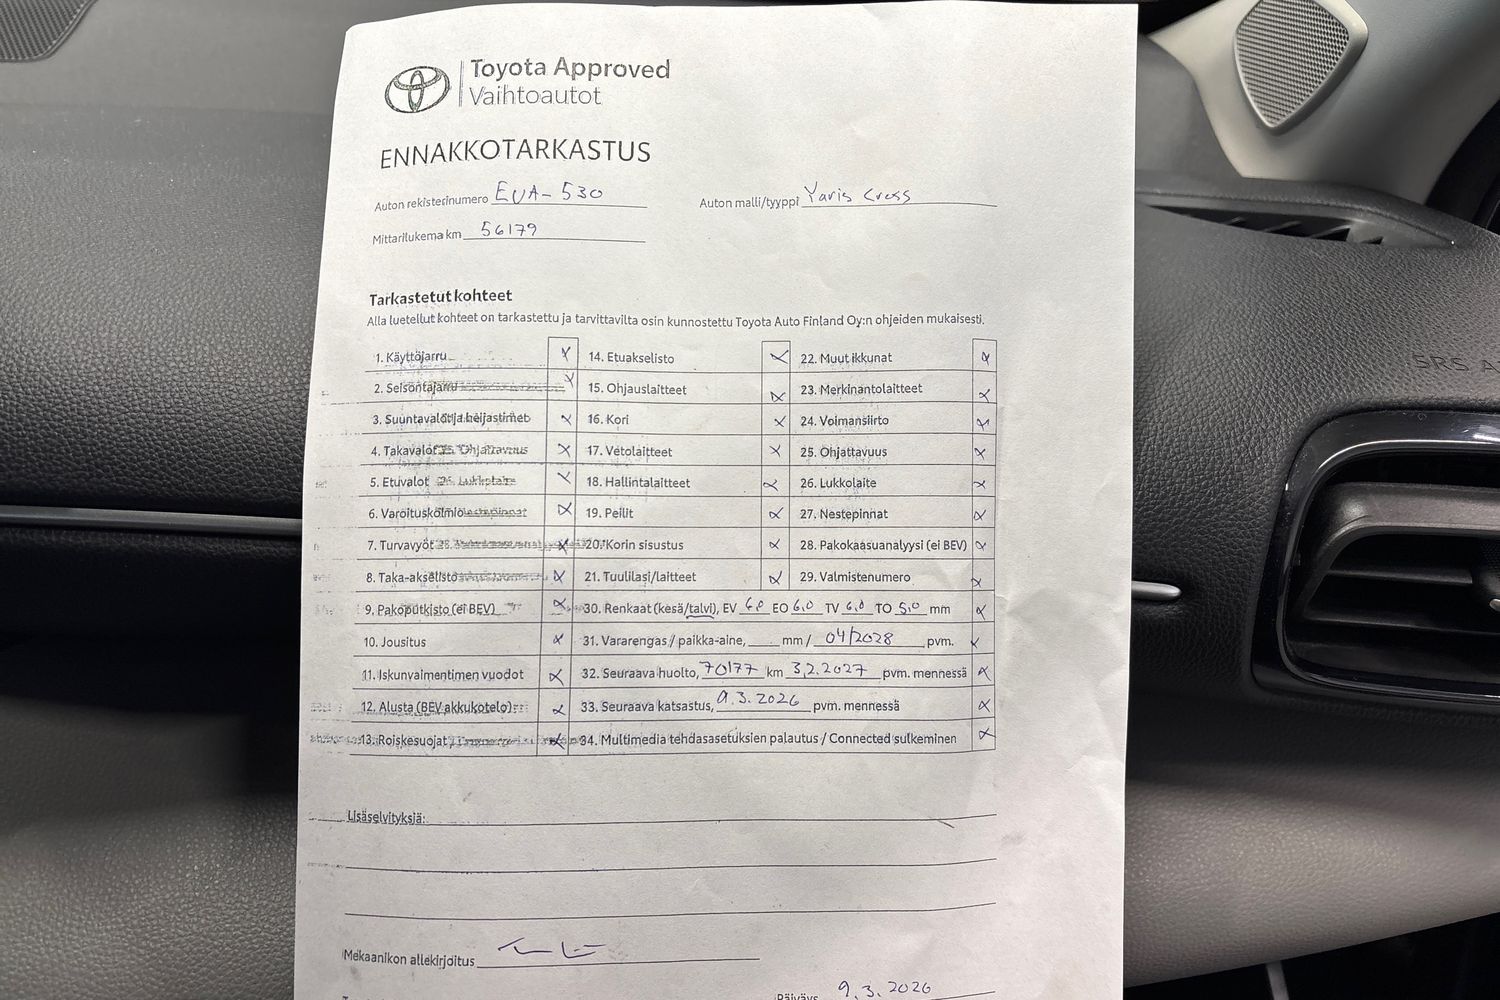 Toyota Approved
Vaihtoautot
ENNAKKOTARKASTUS
Auton rekisterinumero EUA-530 Auton malli/tyyppi Yaris Cross
Mittarilukema km 56179
Tarkastetut kohteet
Alla luetellut kohteet on tarkastettu ja tarvittavilta osin kunnostettu Toyota Auto Finland Oy:n ohjeiden mukaisesti.
1. Käyttöjarru x 14. Etuakselisto x 22. Muut ikkunat x
2. Seisontajarru x 15. Ohjauslaitteet x 23. Merkinantolaitteet x
3. Suuntavalot ja heijastimet x 16. Kori x 24. Voimansiirto x
4. Takavalot x 17. Vetolaitteet x 25. Ohjattavuus x
5. Etuvalot x 18. Hallintalaitteet x 26. Lukkolaite x
6. Varoituskolmio x 19. Peilit x 27. Nestepinnat x
7. Turvavyöt x 20. Korin sisustus x 28. Pakokaasuanalyysi (ei BEV) x
8. Taka-akselisto x 21. Tuulilasi/laitteet x 29. Valmistenumero x
9. Pakoputkisto (ei BEV) x 30. Renkaat (kesä/talvi), EV EO 6,0 TV 6,0 TO 5,0 mm x
10. Jousitus x 31. Vararengas / paikka-aine, mm / 04/2028 pvm. x
11. Iskunvaimentimen vuodot x 32. Seuraava huolto, 70177 km 3.2.2027 pvm. mennessä x
12. Alusta (BEV akkukotelo) x 33. Seuraava katsastus, 9.3.2026 pvm. mennessä x
13. Roiskesuojat x 34. Multimedia tehdasasetuksien palautus / Connected sulkeminen x
Lisäselvityksiä:
Mekaanikon allekirjoitus
Päiväys 9.3.2026
SRS A